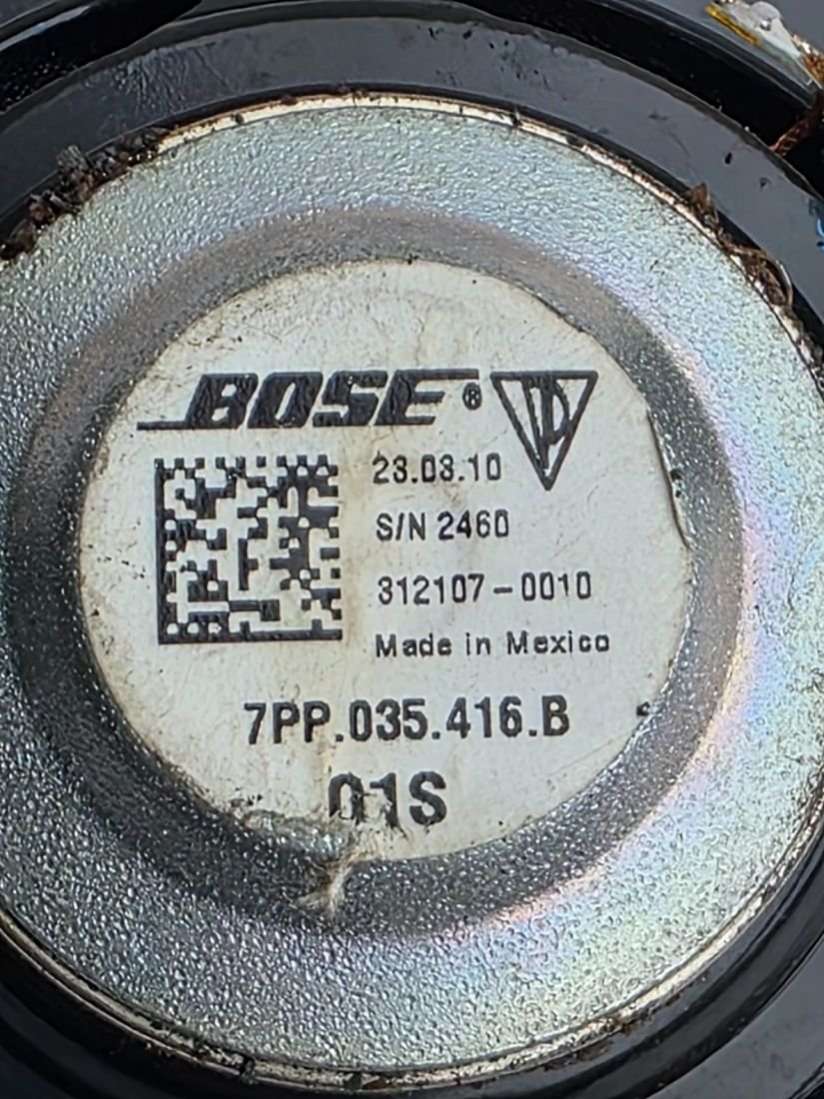 BOSE®
23.03.10
S/N 2460
312107-0010
Made in Mexico
7PP.035.416.B
01S